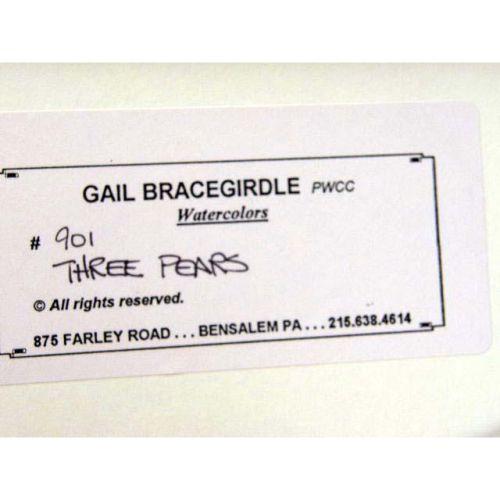 GAIL BRACEGIRDLE PWCC
Watercolors
# 901
THREE PEARS
© All rights reserved.
875 FARLEY ROAD ... BENSALEM PA ... 215.638.4614